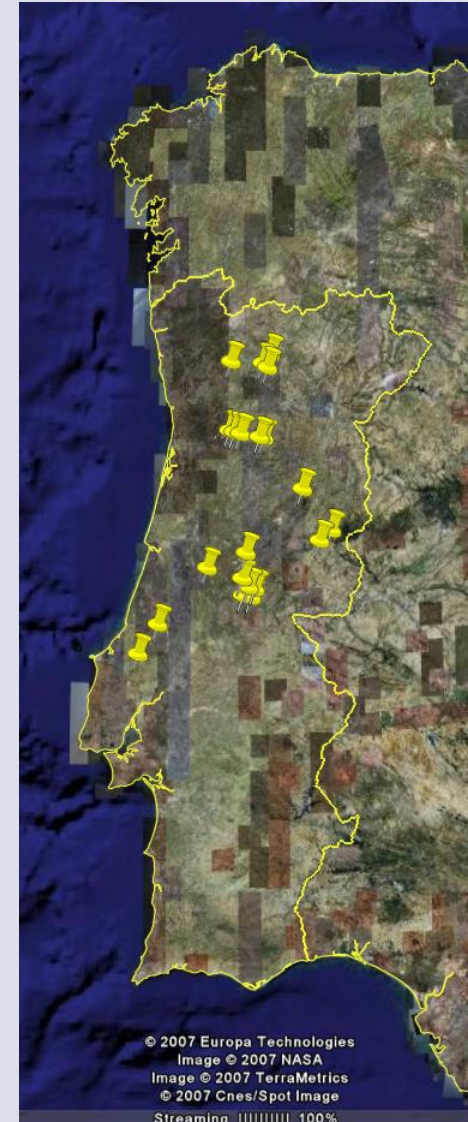 © 2007 Europa Technologies
Image © 2007 NASA
Image © 2007 TerraMetrics
© 2007 Cnes/Spot Image
Streaming ||||||||| 100%